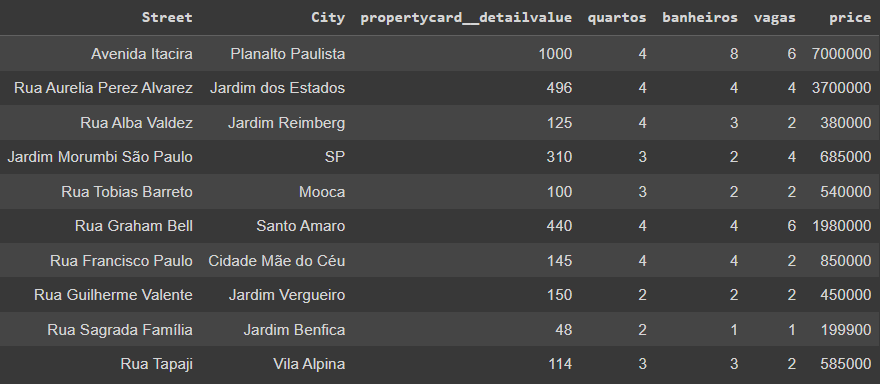 Street City propertycard__detailvalue quartos banheiros vagas price
Avenida Itacira Planalto Paulista 1000 4 8 6 7000000
Rua Aurelia Perez Alvarez Jardim dos Estados 496 4 4 4 3700000
Rua Alba Valdez Jardim Reimberg 125 4 3 2 380000
Jardim Morumbi São Paulo SP 310 3 2 4 685000
Rua Tobias Barreto Mooca 100 3 2 2 540000
Rua Graham Bell Santo Amaro 440 4 4 6 1980000
Rua Francisco Paulo Cidade Mãe do Céu 145 4 4 2 850000
Rua Guilherme Valente Jardim Vergueiro 150 2 2 2 450000
Rua Sagrada Família Jardim Benfica 48 2 1 1 199900
Rua Tapaji Vila Alpina 114 3 3 2 585000